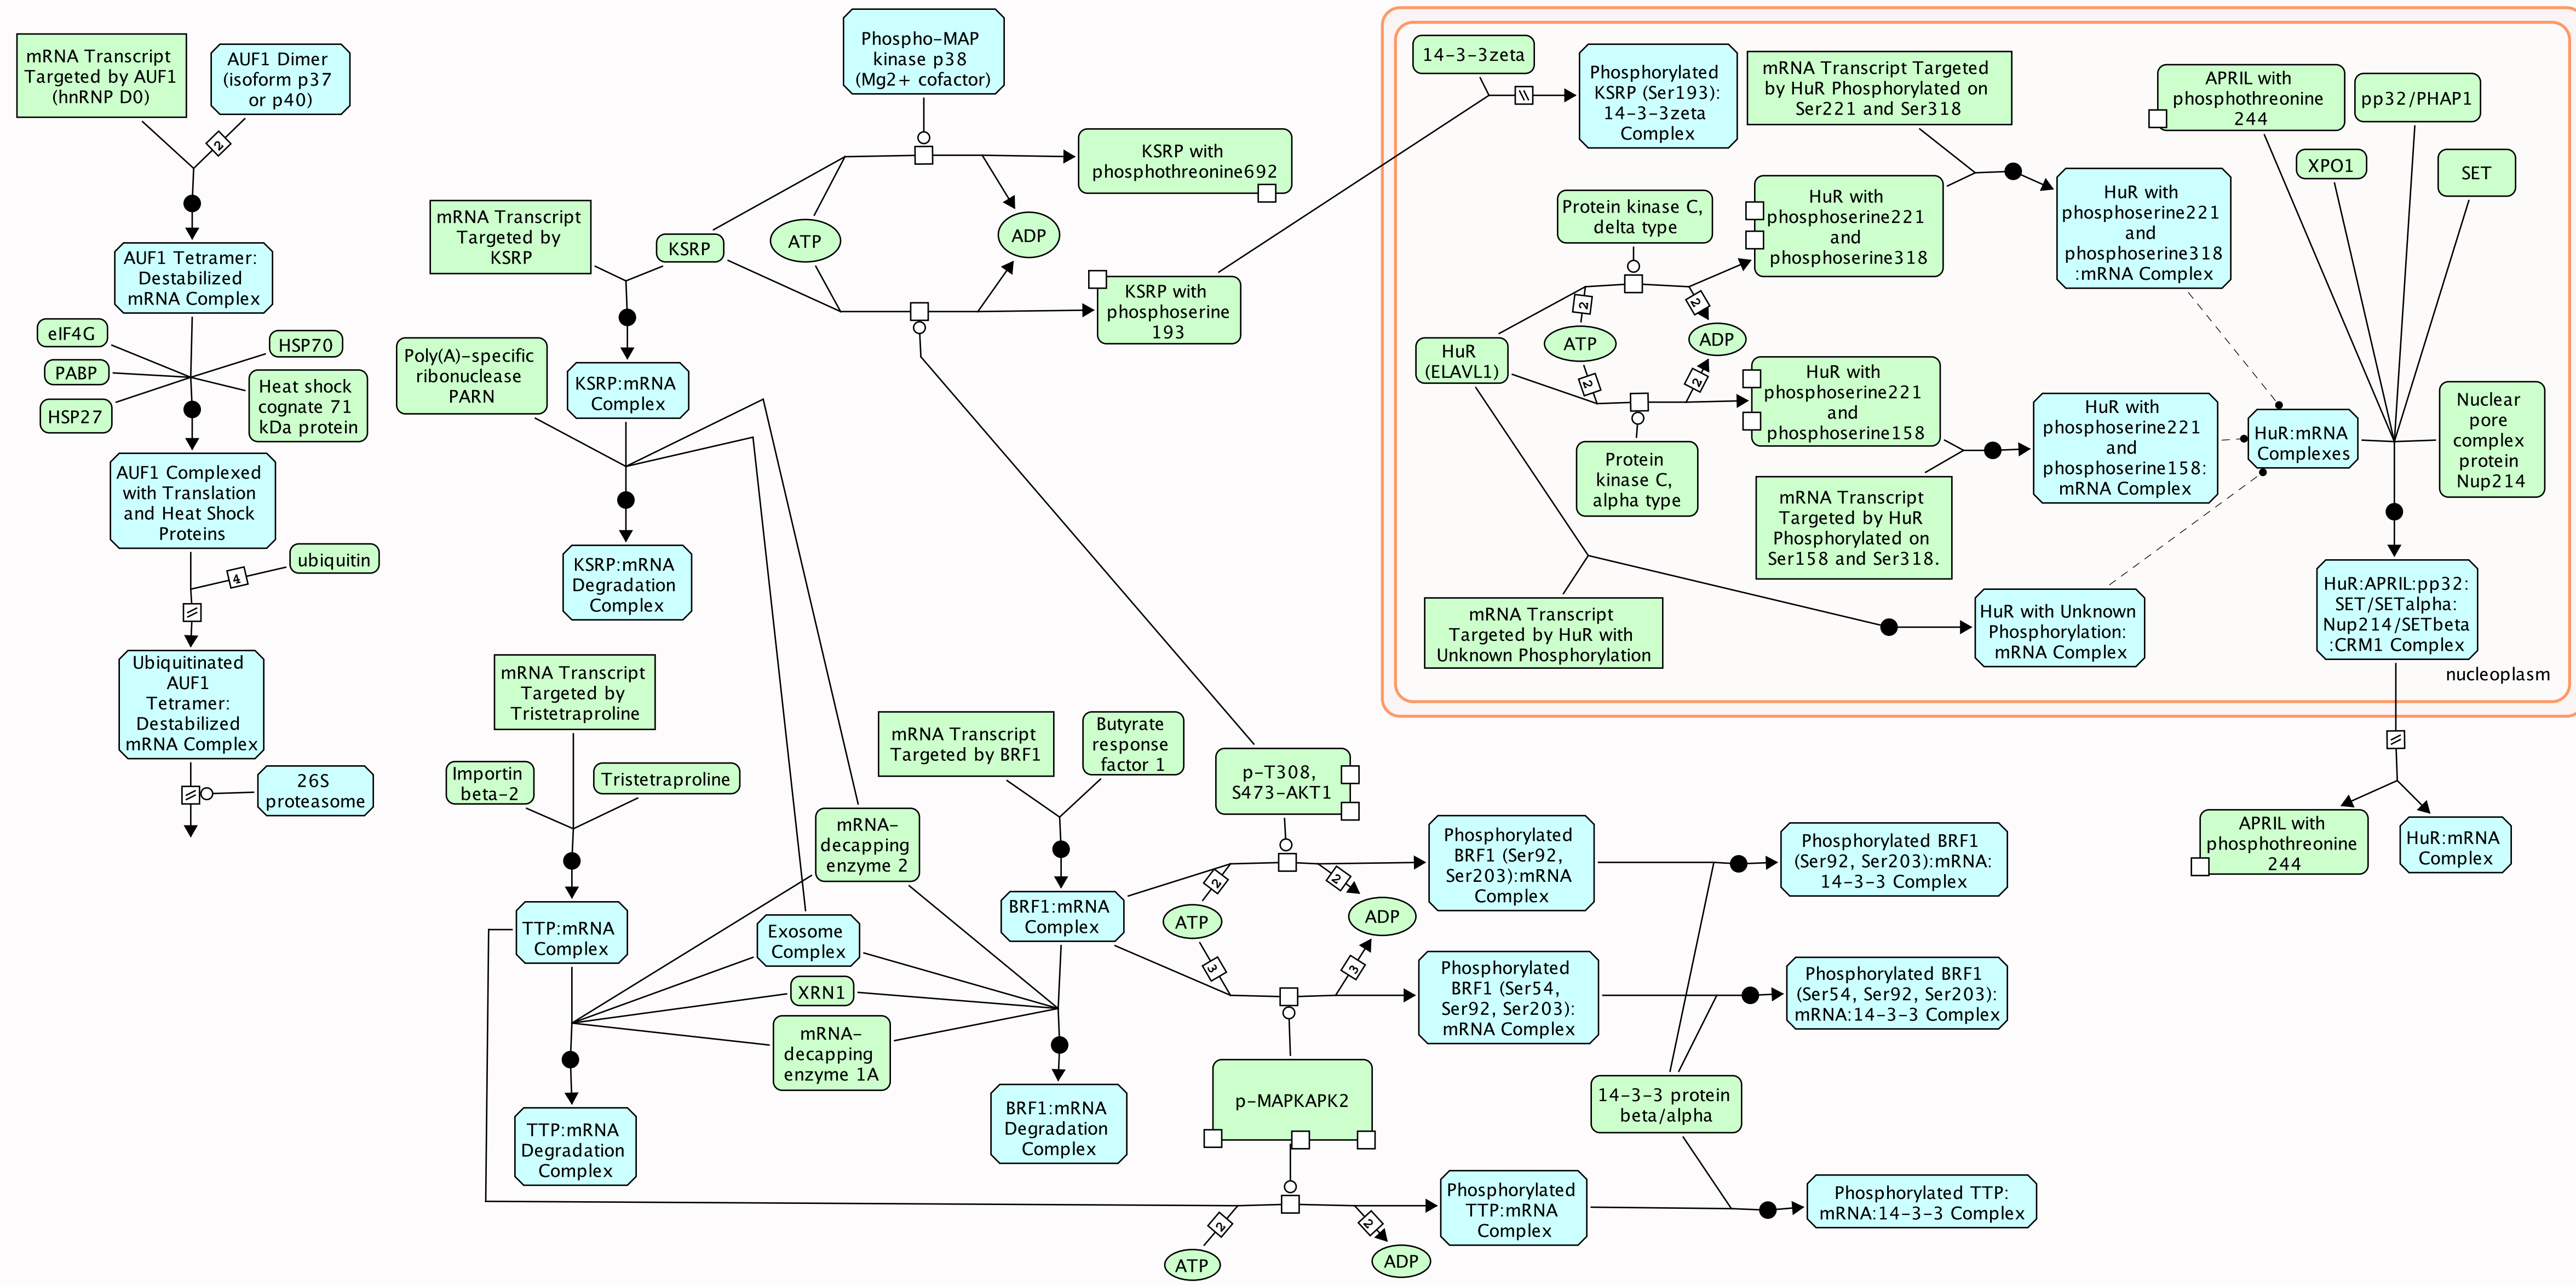 mRNA Transcript
Targeted by AUF1
(hnRNP D0)
AUF1 Dimer
(isoform p37
or p40)
2
AUF1 Tetramer:
Destabilized
mRNA Complex
eIF4G
PABP
HSP27
HSP70
Heat shock
cognate 71
kDa protein
AUF1 Complexed
with Translation
and Heat Shock
Proteins
4
ubiquitin
Ubiquitinated
AUF1
Tetramer:
Destabilized
mRNA Complex
26S
proteasome
Phospho-MAP
kinase p38
(Mg2+ cofactor)
mRNA Transcript
Targeted by
KSRP
KSRP
ATP
ADP
KSRP with
phosphothreonine692
KSRP with
phosphoserine
193
Poly(A)-specific
ribonuclease
PARN
KSRP:mRNA
Complex
KSRP:mRNA
Degradation
Complex
mRNA Transcript
Targeted by
Tristetraproline
Importin
beta-2
Tristetraproline
TTP:mRNA
Complex
mRNA-
decapping
enzyme 2
Exosome
Complex
XRN1
mRNA-
decapping
enzyme 1A
TTP:mRNA
Degradation
Complex
mRNA Transcript
Targeted by BRF1
Butyrate
response
factor 1
BRF1:mRNA
Complex
BRF1:mRNA
Degradation
Complex
p-T308,
S473-AKT1
2
2
ATP
ADP
3
3
p-MAPKAPK2
2
2
ATP
ADP
Phosphorylated
BRF1 (Ser92,
Ser203):mRNA
Complex
Phosphorylated
BRF1 (Ser54,
Ser92, Ser203):
mRNA Complex
Phosphorylated BRF1
(Ser92, Ser203):mRNA:
14-3-3 Complex
Phosphorylated BRF1
(Ser54, Ser92, Ser203):
mRNA:14-3-3 Complex
14-3-3 protein
beta/alpha
Phosphorylated
TTP:mRNA
Complex
Phosphorylated TTP:
mRNA:14-3-3 Complex
14-3-3zeta
Phosphorylated
KSRP (Ser193):
14-3-3zeta
Complex
mRNA Transcript Targeted
by HuR Phosphorylated on
Ser221 and Ser318
Protein kinase C,
delta type
HuR with
phosphoserine221
and
phosphoserine318
HuR with
phosphoserine221
and
phosphoserine318
:mRNA Complex
2
2
ATP
ADP
2
2
HuR
(ELAVL1)
HuR with
phosphoserine221
and
phosphoserine158
Protein
kinase C,
alpha type
mRNA Transcript
Targeted by HuR
Phosphorylated on
Ser158 and Ser318.
HuR with
phosphoserine221
and
phosphoserine158:
mRNA Complex
mRNA Transcript
Targeted by HuR with
Unknown Phosphorylation
HuR with Unknown
Phosphorylation:
mRNA Complex
HuR:mRNA
Complexes
APRIL with
phosphothreonine
244
pp32/PHAP1
XPO1
SET
Nuclear
pore
complex
protein
Nup214
HuR:APRIL:pp32:
SET/SETalpha:
Nup214/SETbeta
:CRM1 Complex
nucleoplasm
APRIL with
phosphothreonine
244
HuR:mRNA
Complex